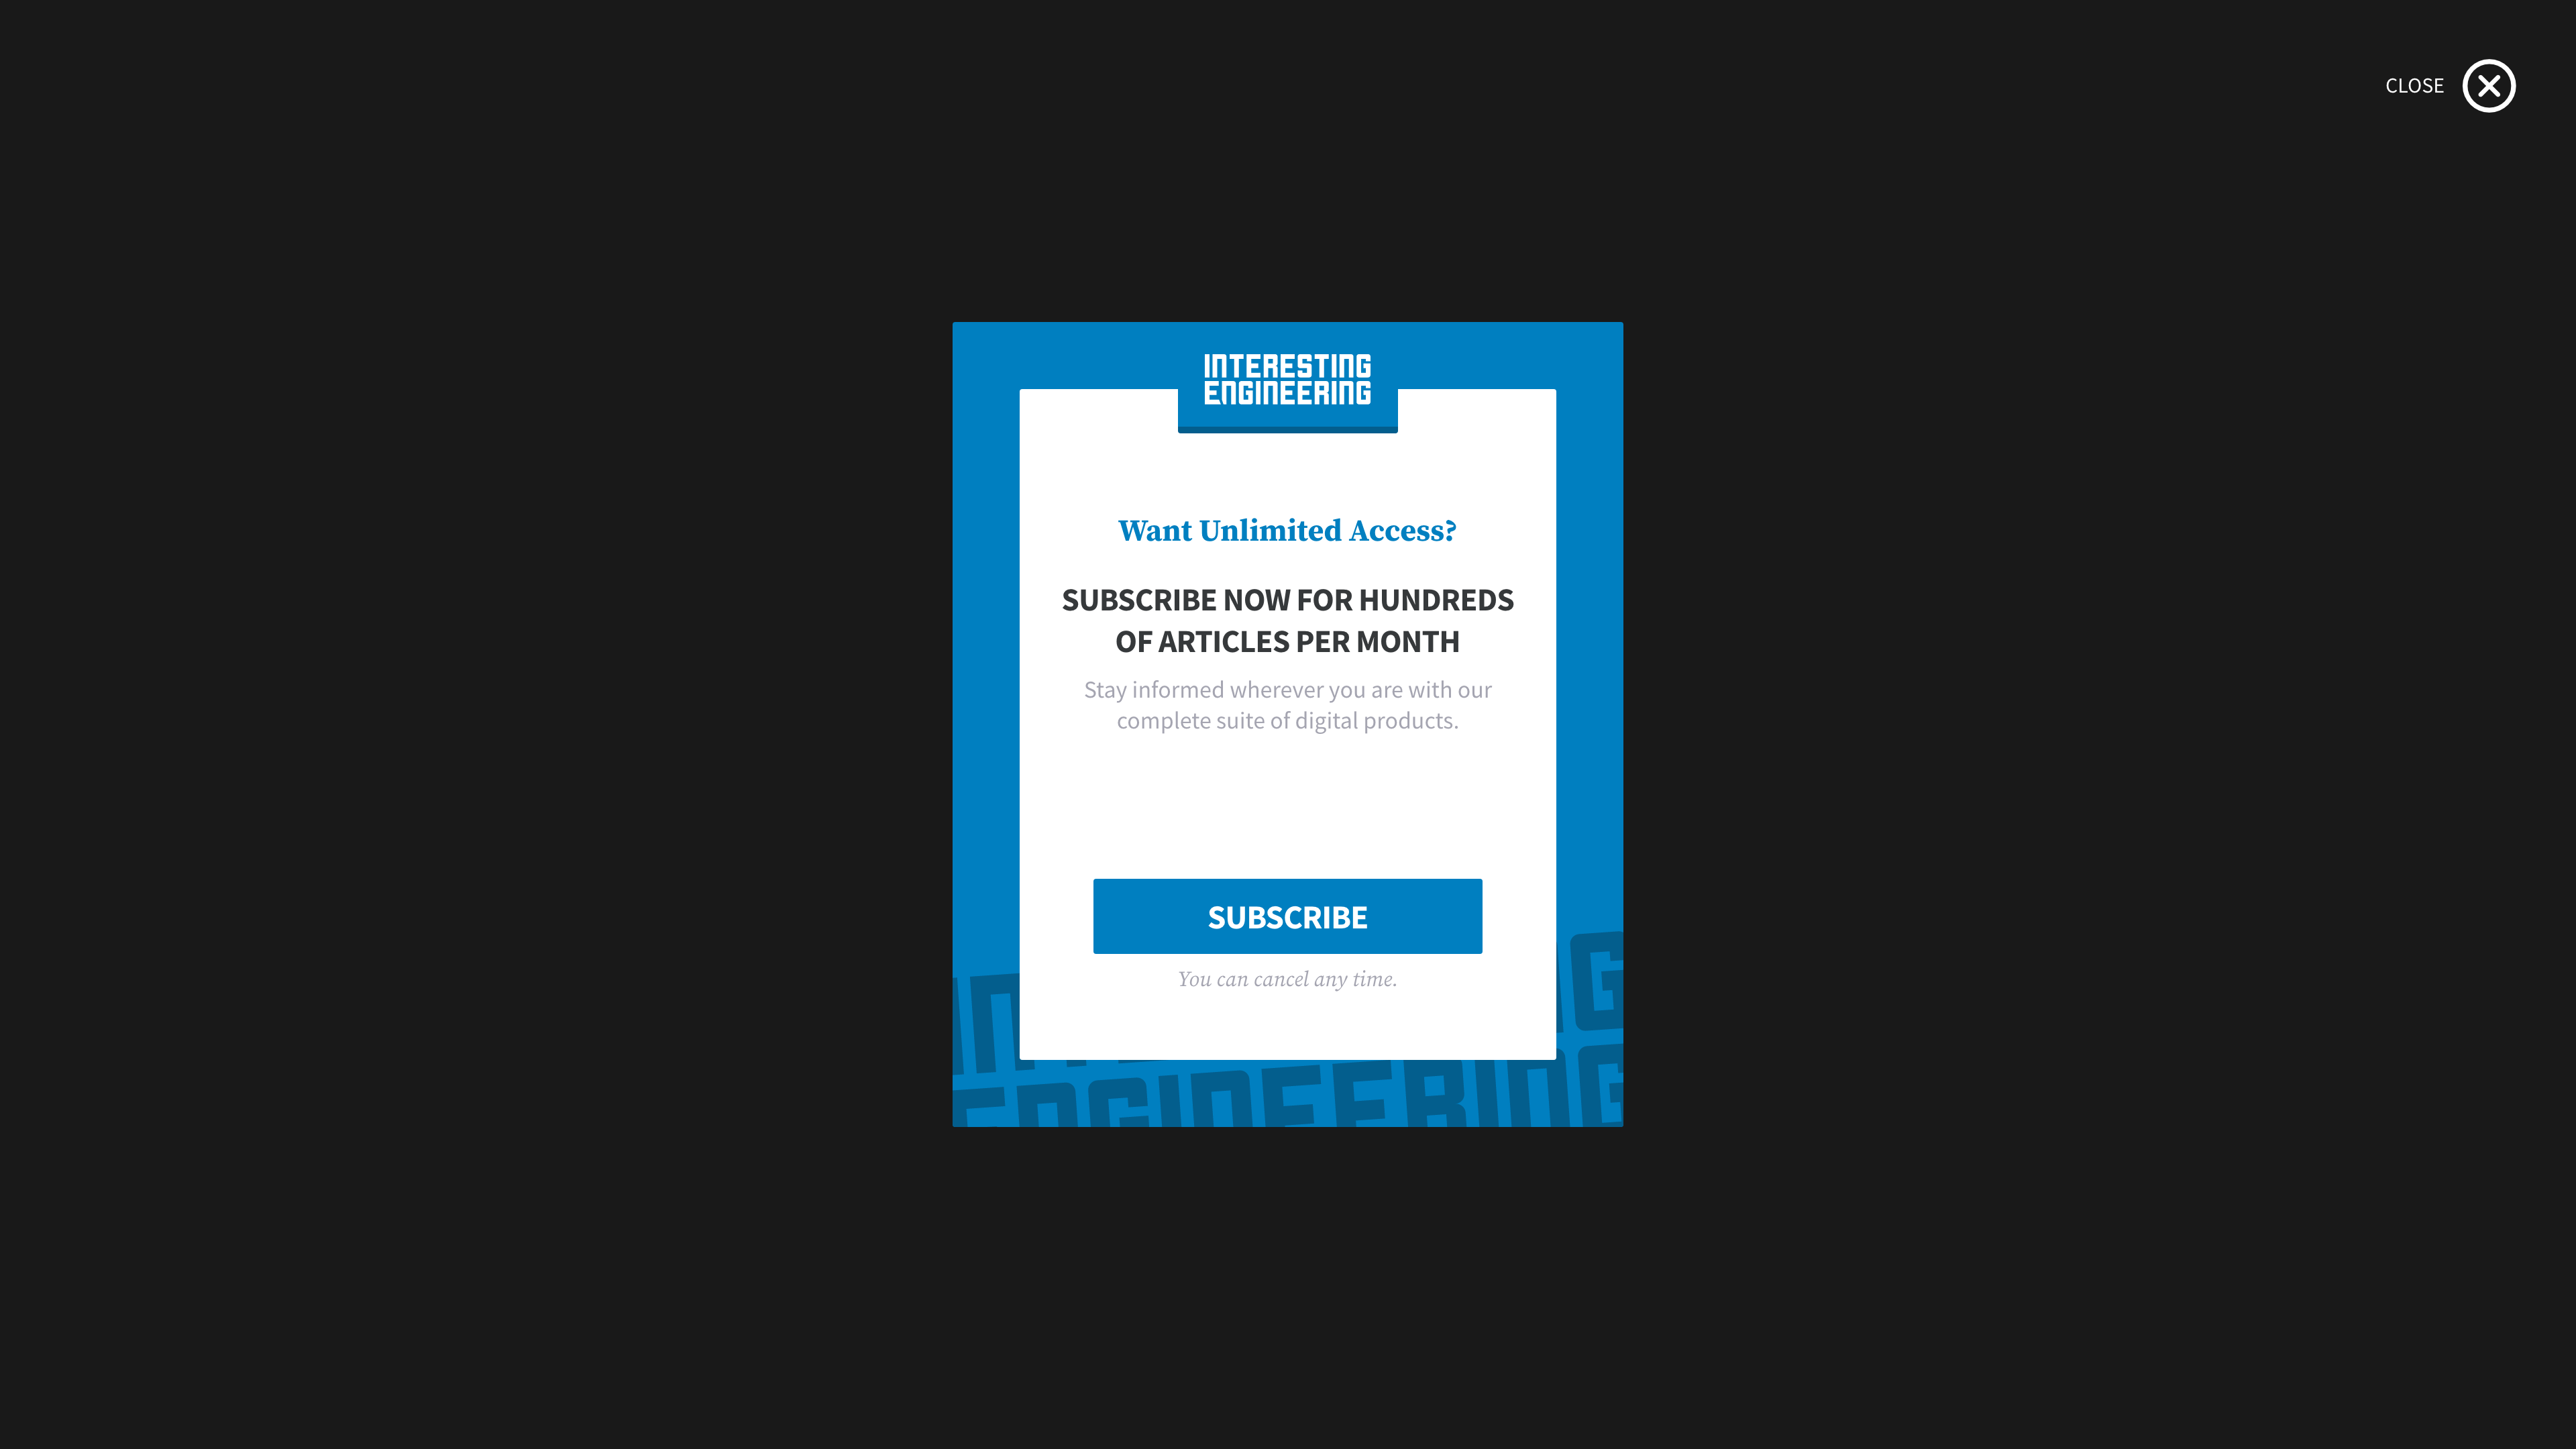 CLOSE
INTERESTING
ENGINEERING
Want Unlimited Access?
SUBSCRIBE NOW FOR HUNDREDS
OF ARTICLES PER MONTH
Stay informed wherever you are with our
complete suite of digital products.
SUBSCRIBE
You can cancel any time.
ENGINEERING